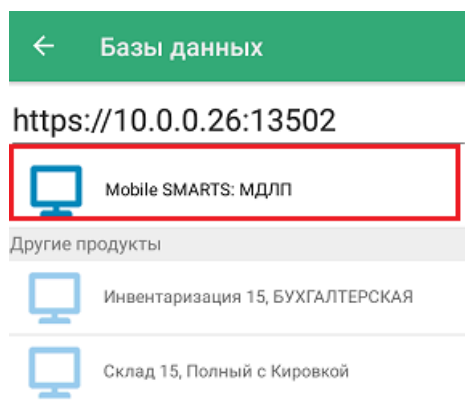 Базы данных
https://10.0.0.26:13502
Mobile SMARTS: МДЛП
Другие продукты
Инвентаризация 15, БУХГАЛТЕРСКАЯ
Склад 15, Полный с Кировкой